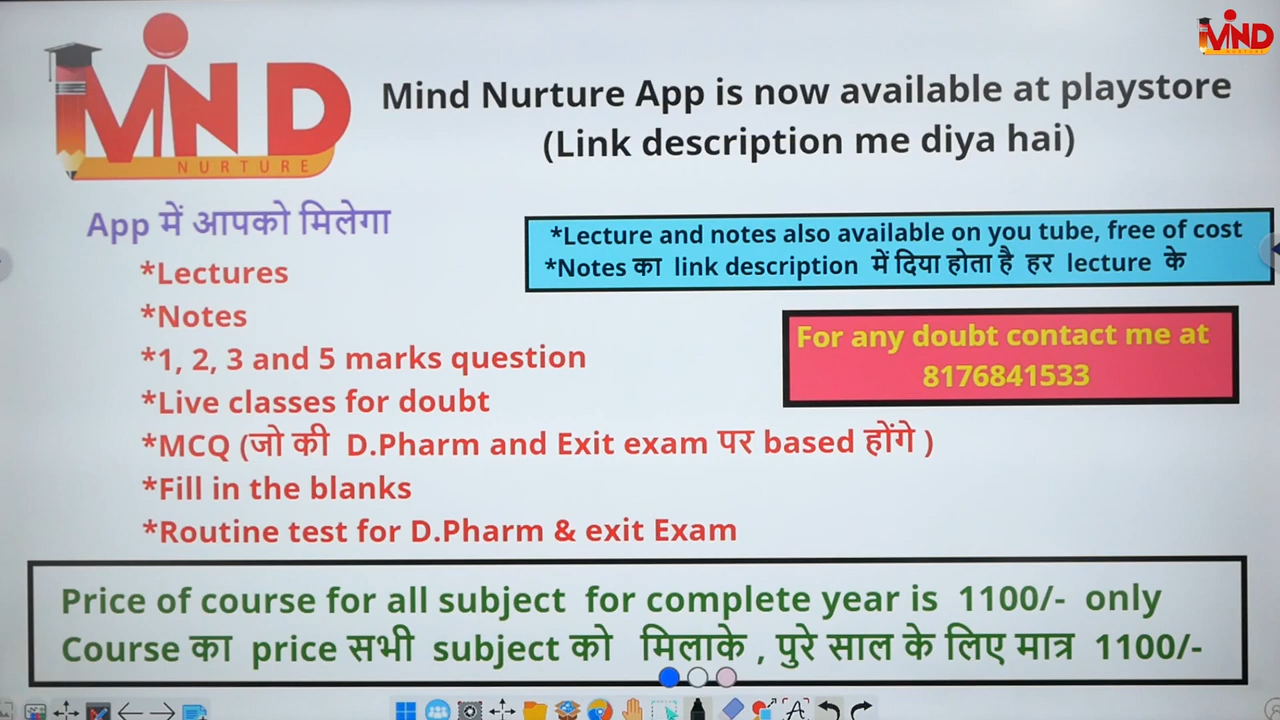 MIND
NURTURE
MIND
NURTURE
Mind Nurture App is now available at playstore
(Link description me diya hai)
App में आपको मिलेगा
*Lectures
*Notes
*1, 2, 3 and 5 marks question
*Live classes for doubt
*MCQ (जो की D.Pharm and Exit exam पर based होंगे )
*Fill in the blanks
*Routine test for D.Pharm & exit Exam
*Lecture and notes also available on you tube, free of cost
*Notes का link description में दिया होता है हर lecture के
For any doubt contact me at
8176841533
Price of course for all subject for complete year is 1100/- only
Course का price सभी subject को मिलाके , पुरे साल के लिए मात्र 1100/-